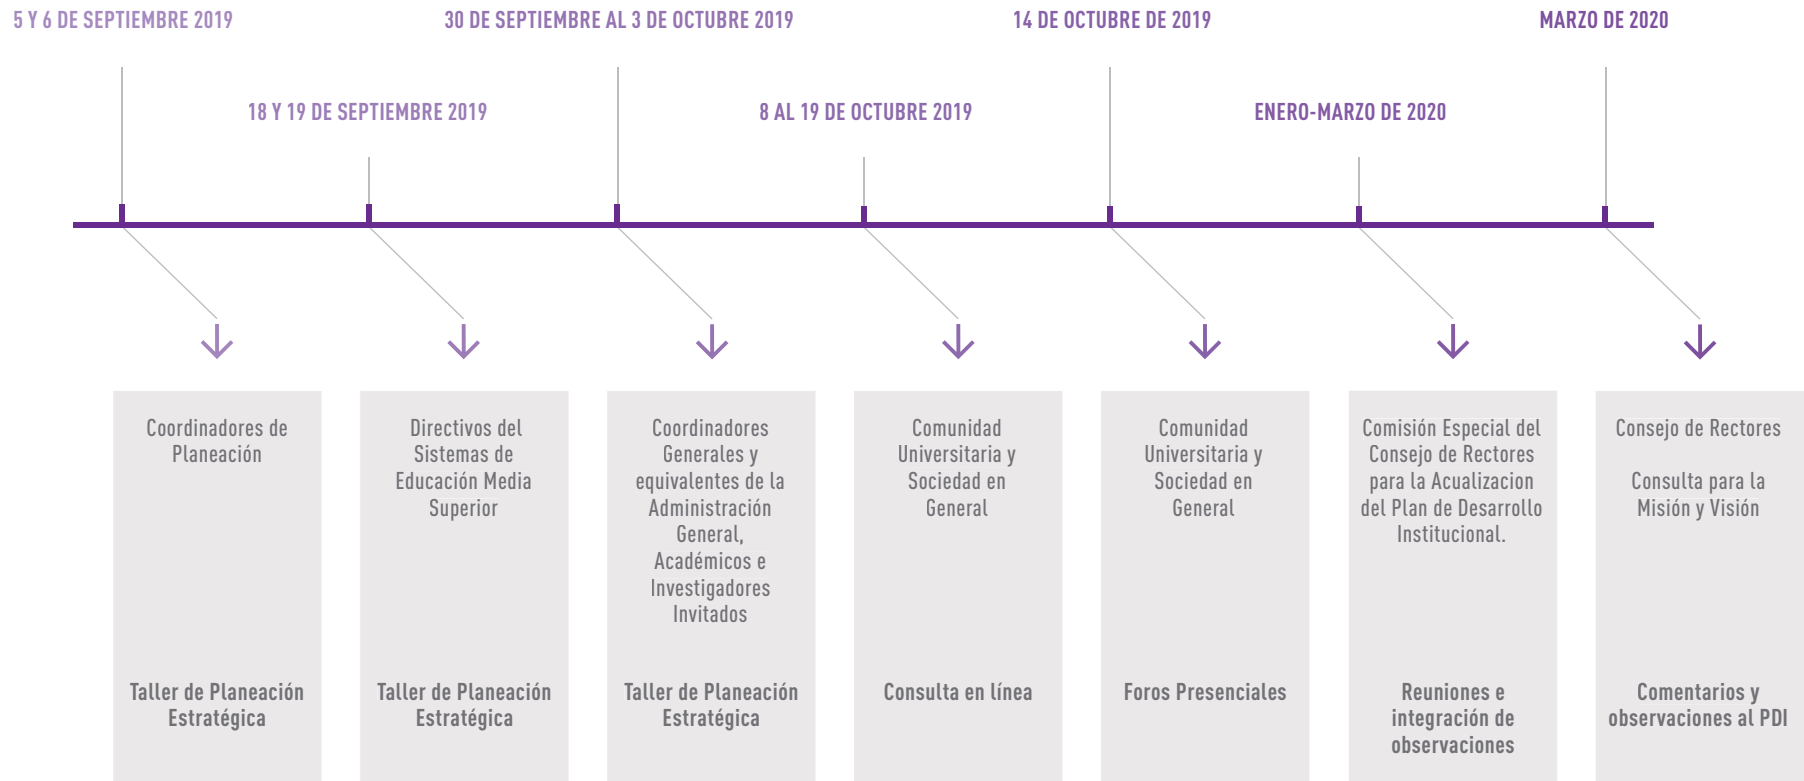 5 Y 6 DE SEPTIEMBRE 2019
30 DE SEPTIEMBRE AL 3 DE OCTUBRE 2019
14 DE OCTUBRE DE 2019
MARZO DE 2020
18 Y 19 DE SEPTIEMBRE 2019
8 AL 19 DE OCTUBRE 2019
ENERO-MARZO DE 2020
Coordinadores de
Planeación
Taller de Planeación
Estratégica
Directivos del
Sistemas de
Educación Media
Superior
Taller de Planeación
Estratégica
Coordinadores
Generales y
equivalentes de la
Administración
General,
Académicos e
Investigadores
Invitados
Taller de Planeación
Estratégica
Comunidad
Universitaria y
Sociedad en
General
Consulta en línea
Comunidad
Universitaria y
Sociedad en
General
Foros Presenciales
Comisión Especial del
Consejo de Rectores
para la Acualizacion
del Plan de Desarrollo
Institucional.
Reuniones e
integración de
observaciones
Consejo de Rectores
Consulta para la
Misión y Visión
Comentarios y
observaciones al PDI